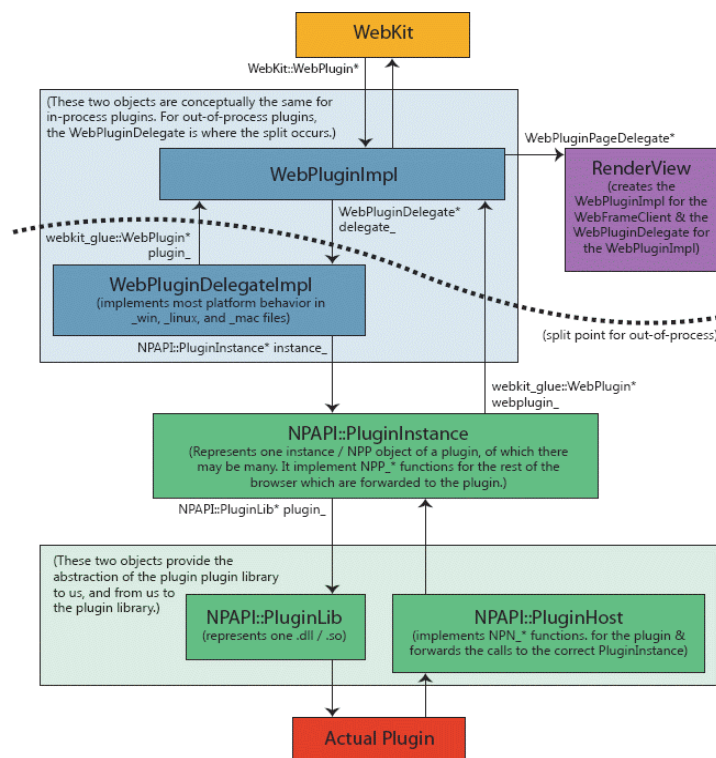 WebKit
WebKit::WebPlugin*
(These two objects are conceptually the same for
in-process plugins. For out-of-process plugins,
the WebPluginDelegate is where the split occurs.)
WebPluginPageDelegate*
WebPluginImpl
RenderView
(creates the
WebPluginImpl for the
WebFrameClient & the
WebPluginDelegate for
the WebPluginImpl)
WebPluginDelegate*
delegate_
webkit_glue::WebPlugin*
plugin_
WebPluginDelegateImpl
(implements most platform behavior in
_win, _linux, and _mac files)
(split point for out-of-process)
NPAPI::PluginInstance* instance_
webkit_glue::WebPlugin*
webplugin_
NPAPI::PluginInstance
(Represents one instance / NPP object of a plugin, of which there
may be many. It implement NPP_* functions for the rest of the
browser which are forwarded to the plugin.)
NPAPI::PluginLib* plugin_
(These two objects provide the
abstraction of the plugin plugin library
to us, and from us to
the plugin library.)
NPAPI::PluginLib
(represents one .dll / .so)
NPAPI::PluginHost
(implements NPN_* functions. for the plugin &
forwards the calls to the correct PluginInstance)
Actual Plugin